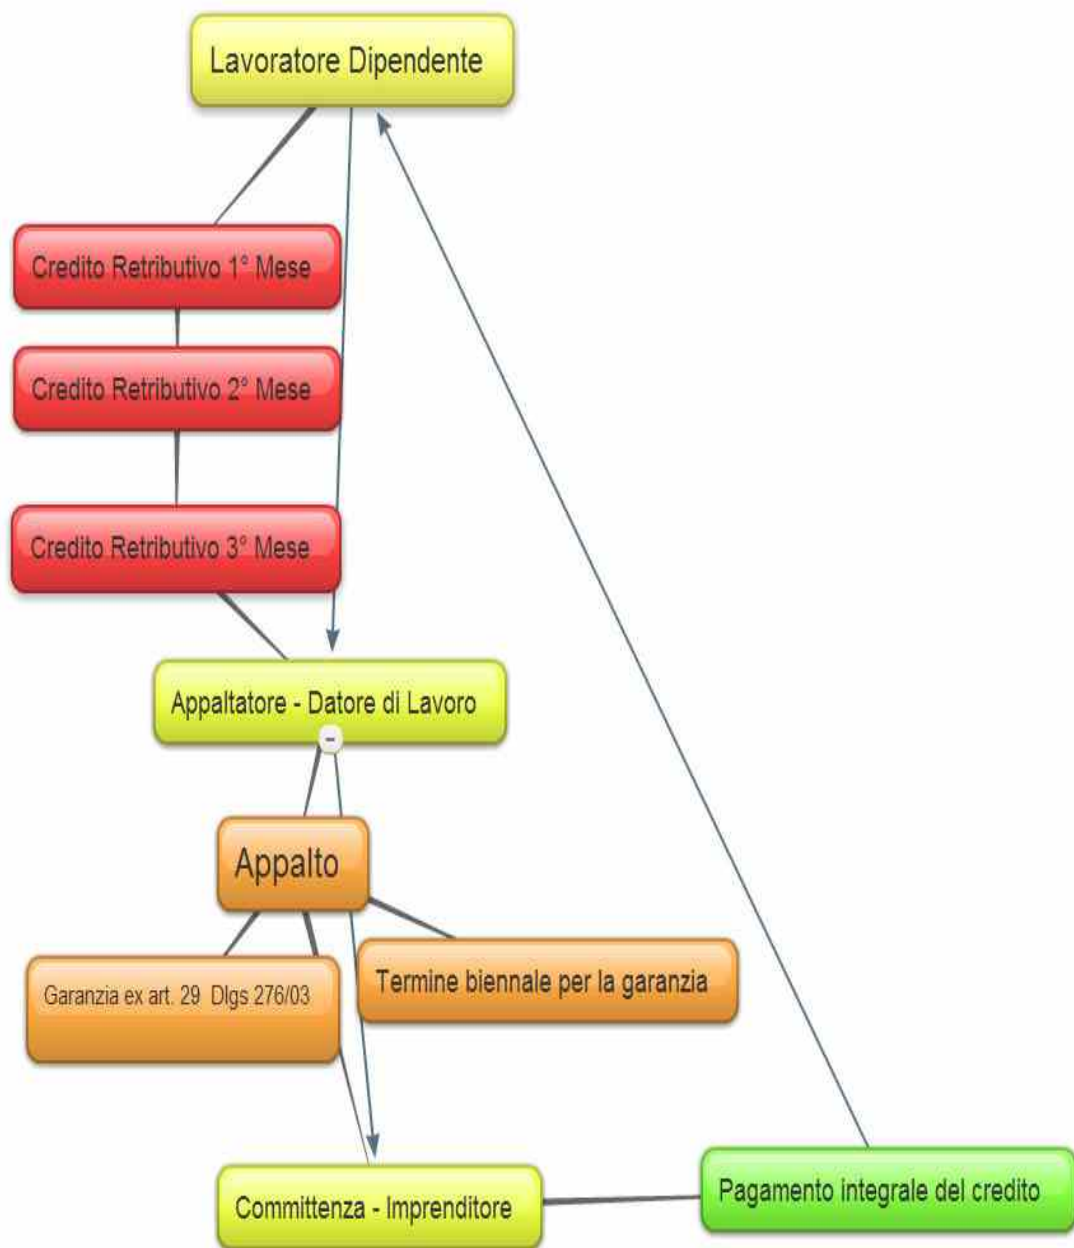 Lavoratore Dipendente
Credito Retributivo 1° Mese
Credito Retributivo 2° Mese
Credito Retributivo 3° Mese
Appaltatore - Datore di Lavoro
Appalto
Termine biennale per la garanzia
Garanzia ex art. 29 Dlgs 276/03
Pagamento integrale del credito
Committenza - Imprenditore